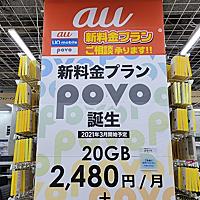 au
au
UQ mobile
povo
新料金プラン
ご相談承ります!!
新料金プラン
povo
誕生
2021年3月開始予定
20GB
2,480円/月
+